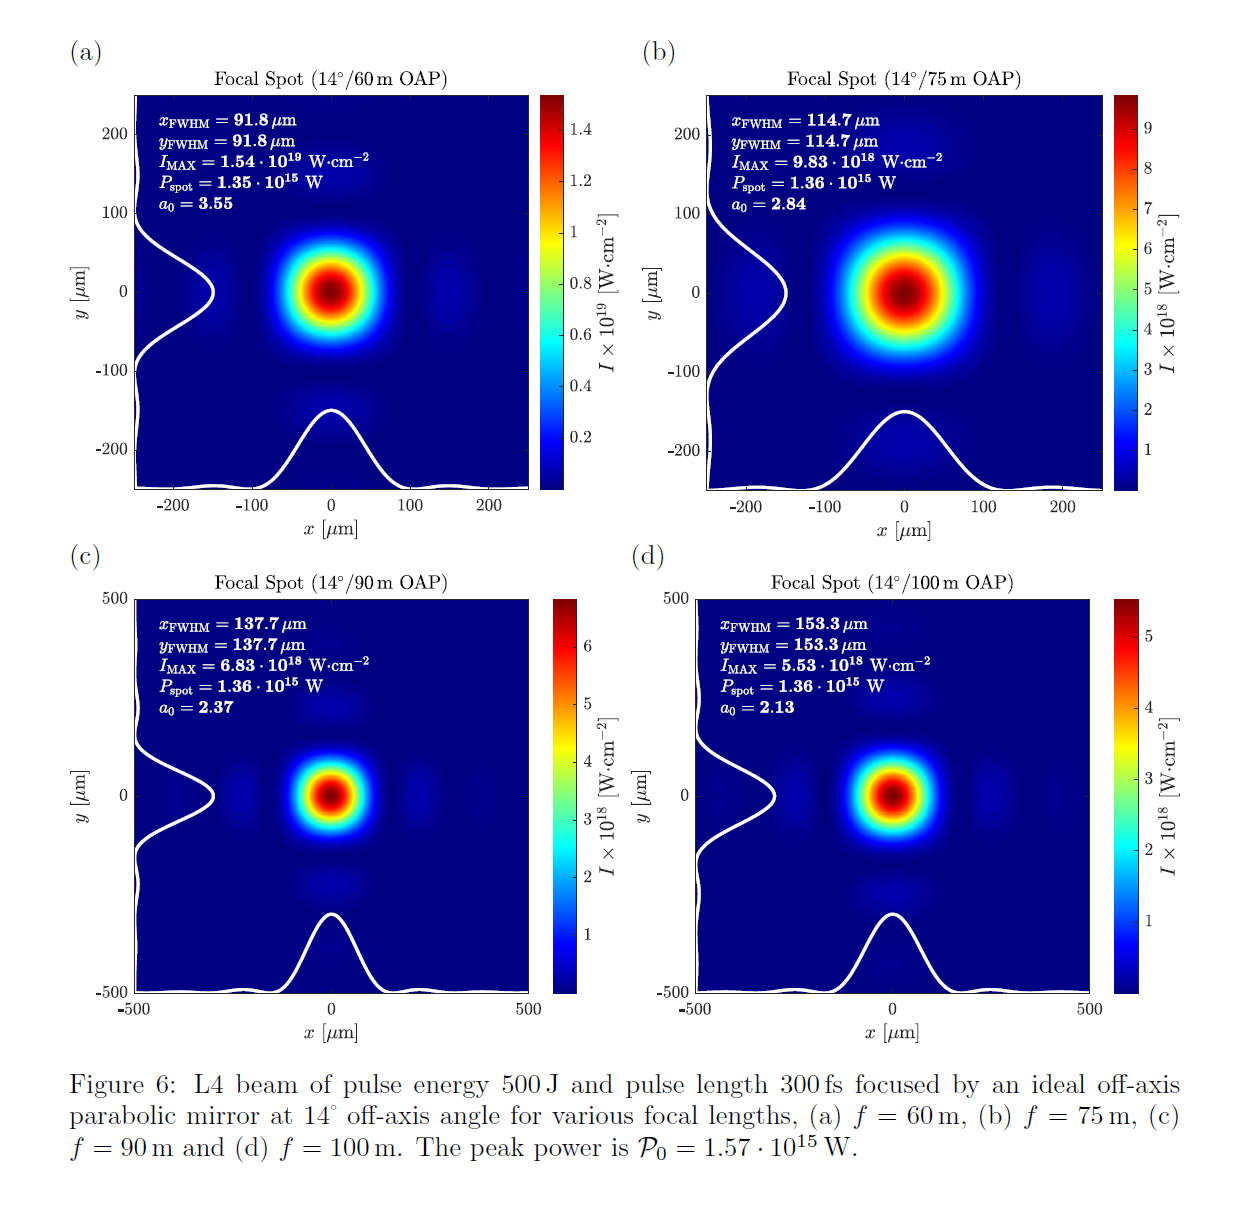 (a)
Focal Spot (14°/60 m OAP)
x_FWHM = 91.8 μm
y_FWHM = 91.8 μm
I_MAX = 1.54 · 10^19 W·cm^−2
P_spot = 1.35 · 10^15 W
a_0 = 3.55
200
100
0
-100
-200
y [μm]
-200 -100 0 100 200
x [μm]
1.4
1.2
1
0.8
0.6
0.4
0.2
I × 10^19 [W·cm^−2]
(b)
Focal Spot (14°/75 m OAP)
x_FWHM = 114.7 μm
y_FWHM = 114.7 μm
I_MAX = 9.83 · 10^18 W·cm^−2
P_spot = 1.36 · 10^15 W
a_0 = 2.84
200
100
0
-100
-200
y [μm]
-200 -100 0 100 200
x [μm]
9
8
7
6
5
4
3
2
1
I × 10^18 [W·cm^−2]
(c)
Focal Spot (14°/90 m OAP)
x_FWHM = 137.7 μm
y_FWHM = 137.7 μm
I_MAX = 6.83 · 10^18 W·cm^−2
P_spot = 1.36 · 10^15 W
a_0 = 2.37
500
0
-500
y [μm]
-500 0 500
x [μm]
6
5
4
3
2
1
I × 10^18 [W·cm^−2]
(d)
Focal Spot (14°/100 m OAP)
x_FWHM = 153.3 μm
y_FWHM = 153.3 μm
I_MAX = 5.53 · 10^18 W·cm^−2
P_spot = 1.36 · 10^15 W
a_0 = 2.13
500
0
-500
y [μm]
-500 0 500
x [μm]
5
4
3
2
1
I × 10^18 [W·cm^−2]
Figure 6: L4 beam of pulse energy 500 J and pulse length 300 fs focused by an ideal off-axis
parabolic mirror at 14° off-axis angle for various focal lengths, (a) f = 60 m, (b) f = 75 m, (c)
f = 90 m and (d) f = 100 m. The peak power is P_0 = 1.57 · 10^15 W.